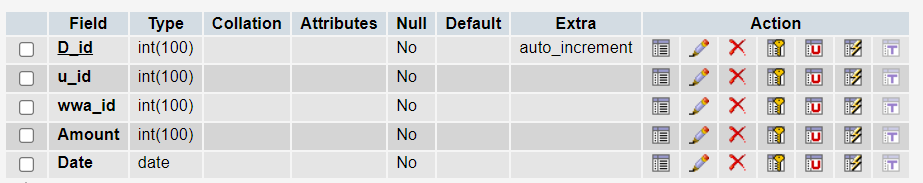 Field Type Collation Attributes Null Default Extra Action
D_id int(100) No auto_increment
u_id int(100) No
wwa_id int(100) No
Amount int(100) No
Date date No